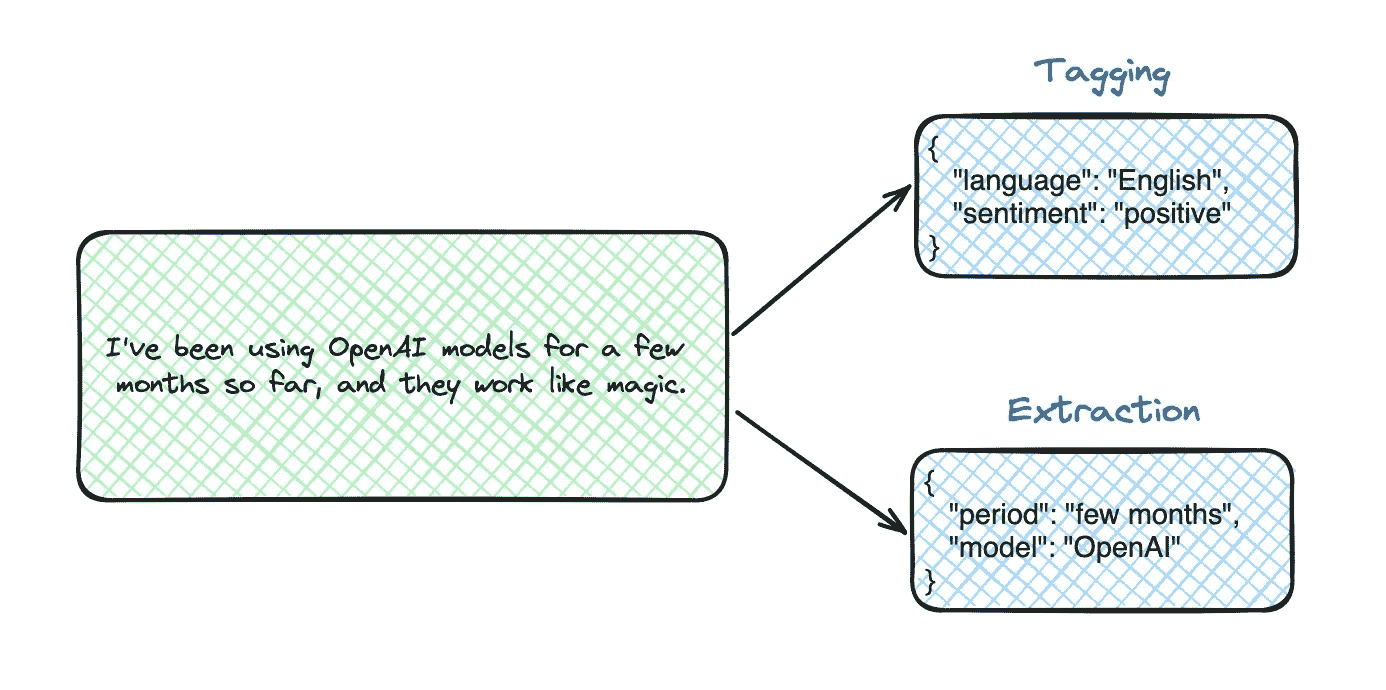 Tagging
{
"language": "English",
"sentiment": "positive"
}
I've been using OpenAI models for a few
months so far, and they work like magic.
Extraction
{
"period": "few months",
"model": "OpenAI"
}